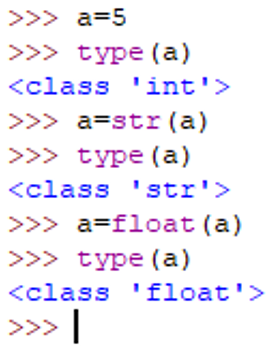 >>> a=5
>>> type(a)
<class 'int'>
>>> a=str(a)
>>> type(a)
<class 'str'>
>>> a=float(a)
>>> type(a)
<class 'float'>
>>>